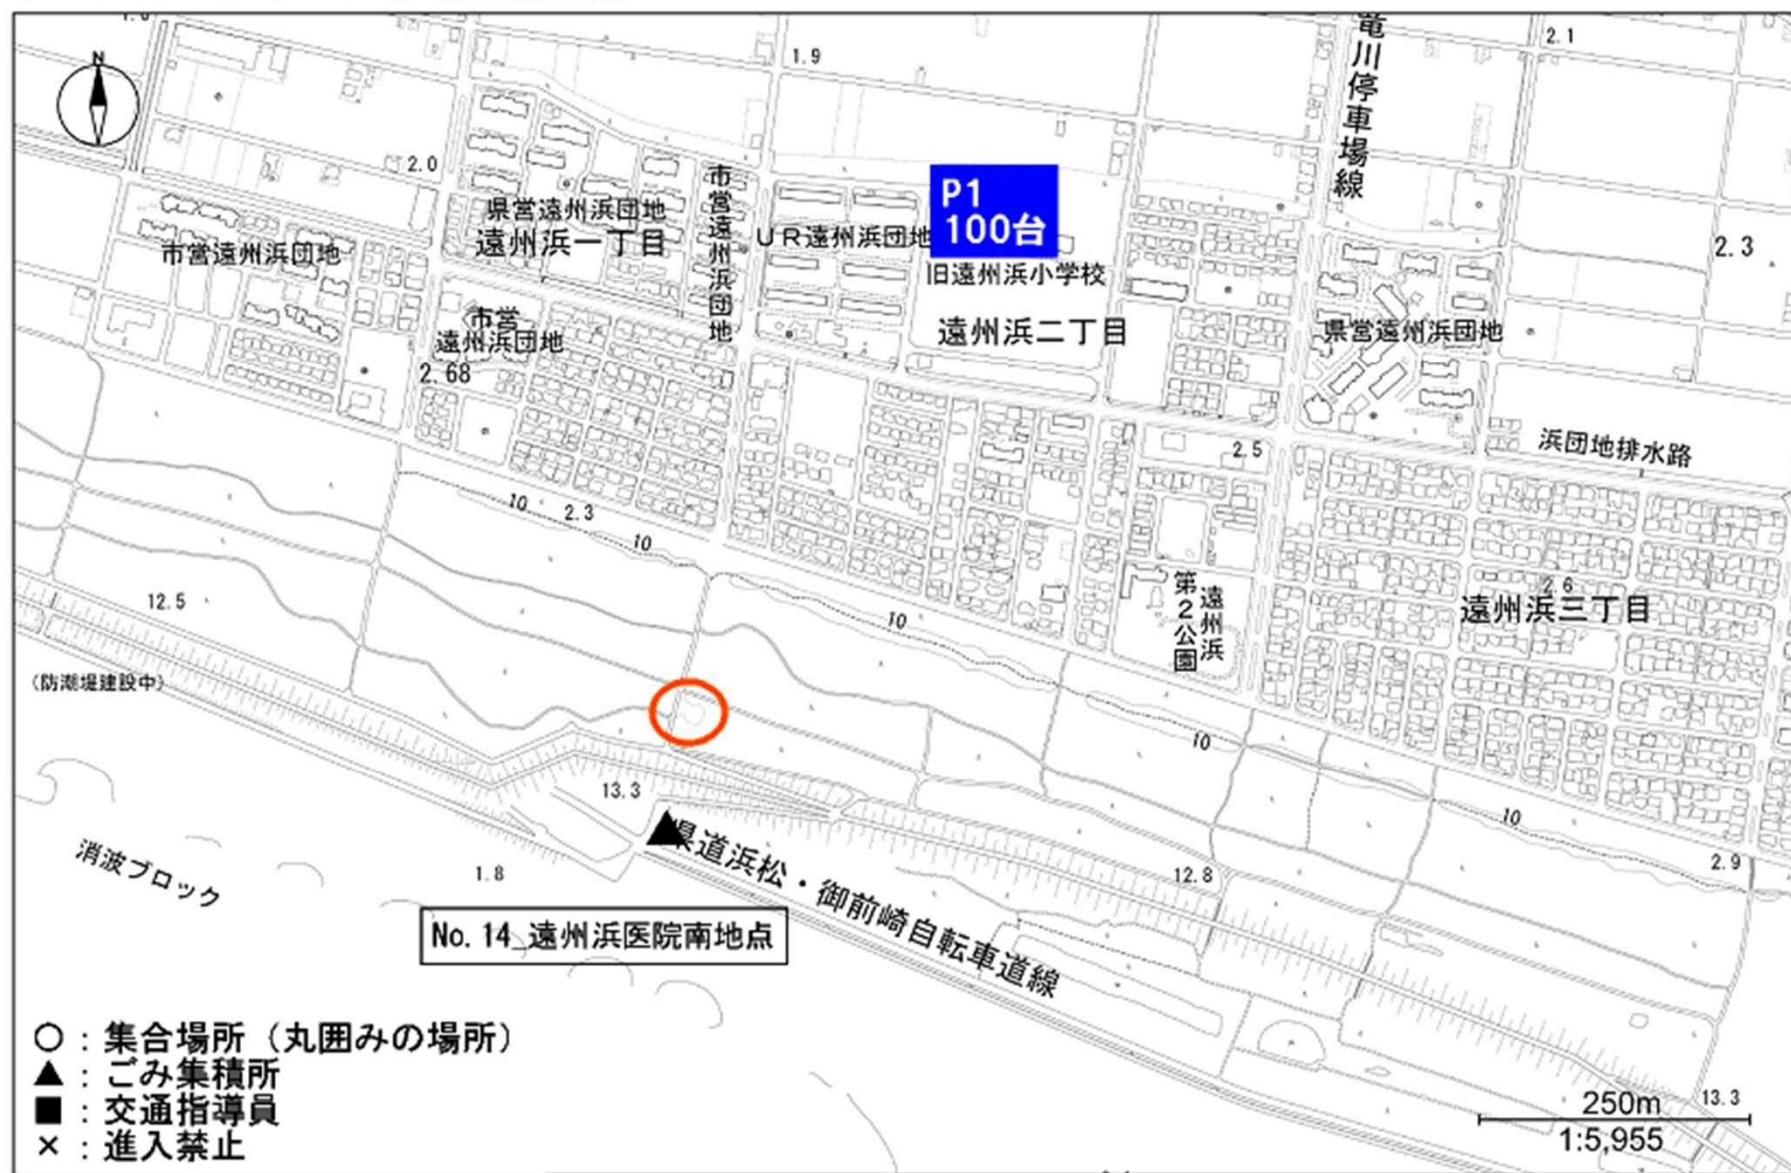 1.9
2.1
竜川停車場線
N
2.0
P1
100台
市営遠州浜団地
県営遠州浜団地
遠州浜一丁目
UR遠州浜団地
2.3
市営遠州浜団地
旧遠州浜小学校
市営
遠州浜団地
遠州浜二丁目
県営遠州浜団地
2.68
2.5
浜団地排水路
10
2.3
10
12.5
10
遠州浜
第2公園
2.6
遠州浜三丁目
(防潮堤建設中)
10
13.3
10
県道浜松・御前崎自転車道線
消波ブロック
1.8
12.8
2.9
No.14_遠州浜医院南地点
○:集合場所(丸囲みの場所)
▲:ごみ集積所
■:交通指導員
×:進入禁止
250m
13.3
1:5,955